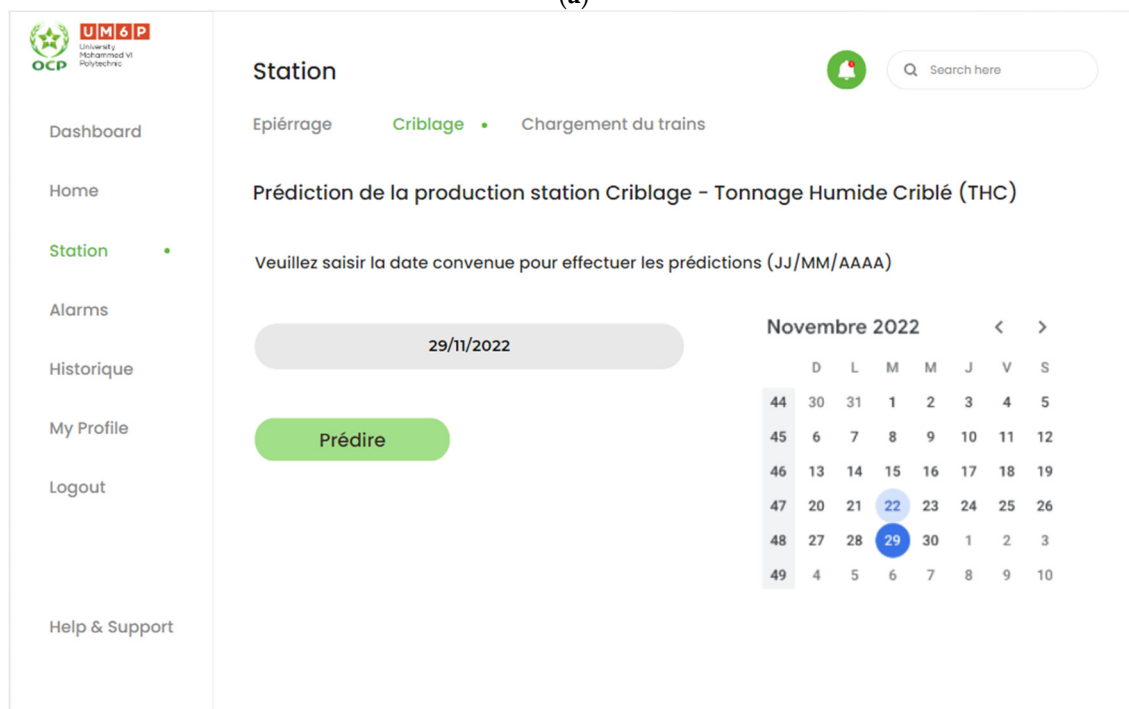 (a)
UM6P
University
Mohammed VI
Polytechnic
OCP
Dashboard
Home
Station
Alarms
Historique
My Profile
Logout
Help & Support
Station
Search here
Epiérrage Criblage Chargement du trains
Prédiction de la production station Criblage - Tonnage Humide Criblé (THC)
Veuillez saisir la date convenue pour effectuer les prédictions (JJ/MM/AAAA)
29/11/2022
Prédire
Novembre 2022 < >
D L M M J V S
44 30 31 1 2 3 4 5
45 6 7 8 9 10 11 12
46 13 14 15 16 17 18 19
47 20 21 22 23 24 25 26
48 27 28 29 30 1 2 3
49 4 5 6 7 8 9 10